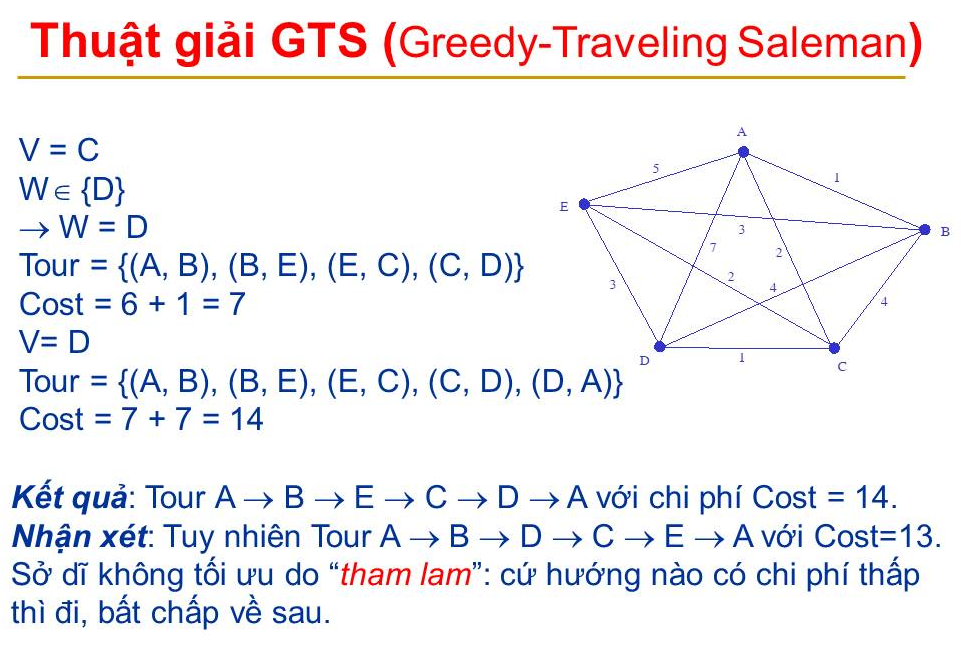 Thuật giải GTS (Greedy-Traveling Saleman)
V = C
W∈ {D}
→ W = D
Tour = {(A, B), (B, E), (E, C), (C, D)}
Cost = 6 + 1 = 7
V= D
Tour = {(A, B), (B, E), (E, C), (C, D), (D, A)}
Cost = 7 + 7 = 14
A
5
1
E
B
3
7
2
3
2
4
4
D
1
C
Kết quả: Tour A → B → E → C → D → A với chi phí Cost = 14.
Nhận xét: Tuy nhiên Tour A → B → D → C → E → A với Cost=13.
Sở dĩ không tối ưu do “tham lam”: cứ hướng nào có chi phí thấp
thì đi, bất chấp về sau.